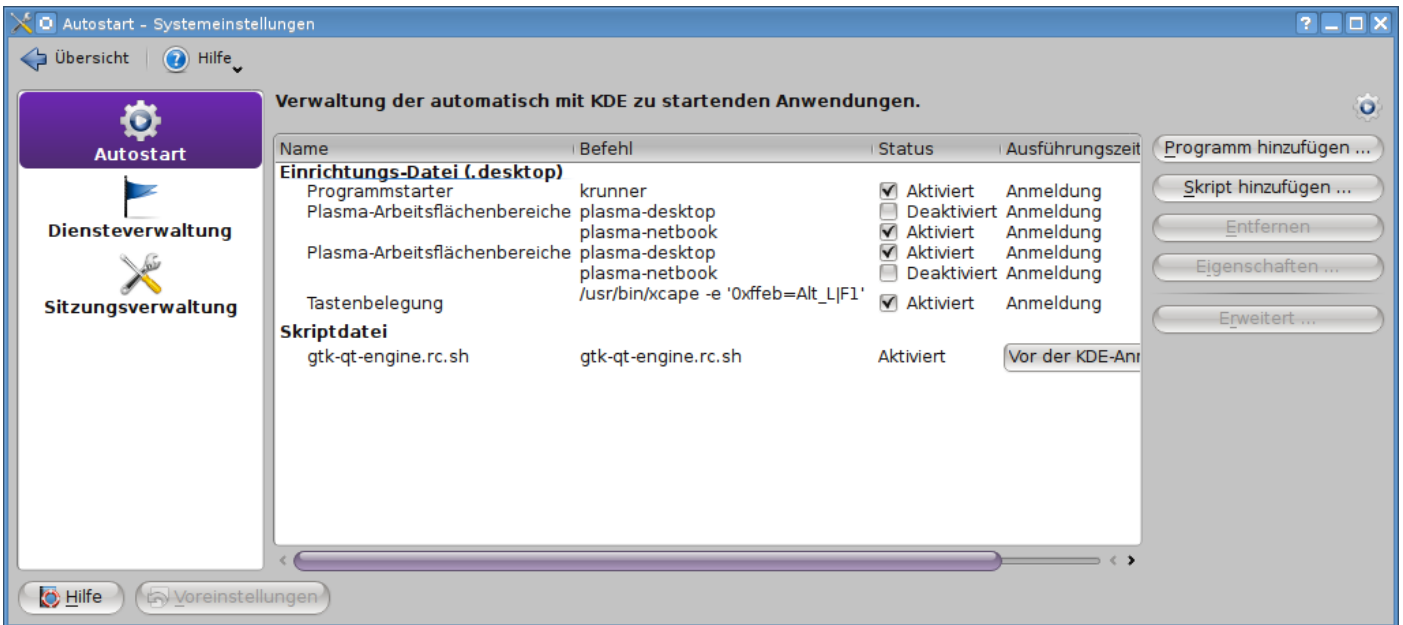 Autostart – Systemeinstellungen
Übersicht Hilfe
Verwaltung der automatisch mit KDE zu startenden Anwendungen.
Autostart
Diensteverwaltung
Sitzungsverwaltung
Name Befehl Status Ausführungszeit
Einrichtungs-Datei (.desktop)
Programmstarter krunner Aktiviert Anmeldung
Plasma-Arbeitsflächenbereiche plasma-desktop Deaktiviert Anmeldung
plasma-netbook Aktiviert Anmeldung
Plasma-Arbeitsflächenbereiche plasma-desktop Aktiviert Anmeldung
plasma-netbook Deaktiviert Anmeldung
Tastenbelegung /usr/bin/xcape -e '0xffeb=Alt_L|F1' Aktiviert Anmeldung
Skriptdatei
gtk-qt-engine.rc.sh gtk-qt-engine.rc.sh Aktiviert Vor der KDE-Anm
Programm hinzufügen ...
Skript hinzufügen ...
Entfernen
Eigenschaften ...
Erweitert ...
Hilfe Voreinstellungen